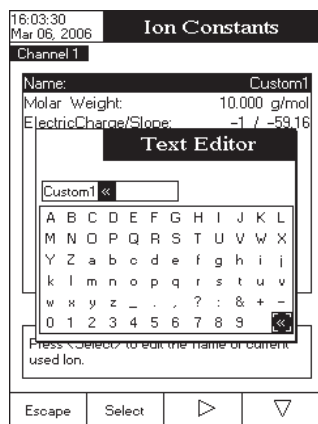 16:03:30
Mar 06, 2006
Ion Constants
Channel 1
Name: Custom1
Molar Weight: 10.000 g/mol
ElectricCharge/Slope: -1 / -59.16
Text Editor
Custom1 «
A B C D E F G H I J K L
M N O P Q R S T U V W X
Y Z a b c d e f g h i j
k l m n o p q r s t u v
w x y z _ . , ? : & + -
0 1 2 3 4 5 6 7 8 9 «
Press <Select> to edit the name of current
used Ion.
Escape Select ▷ ▽